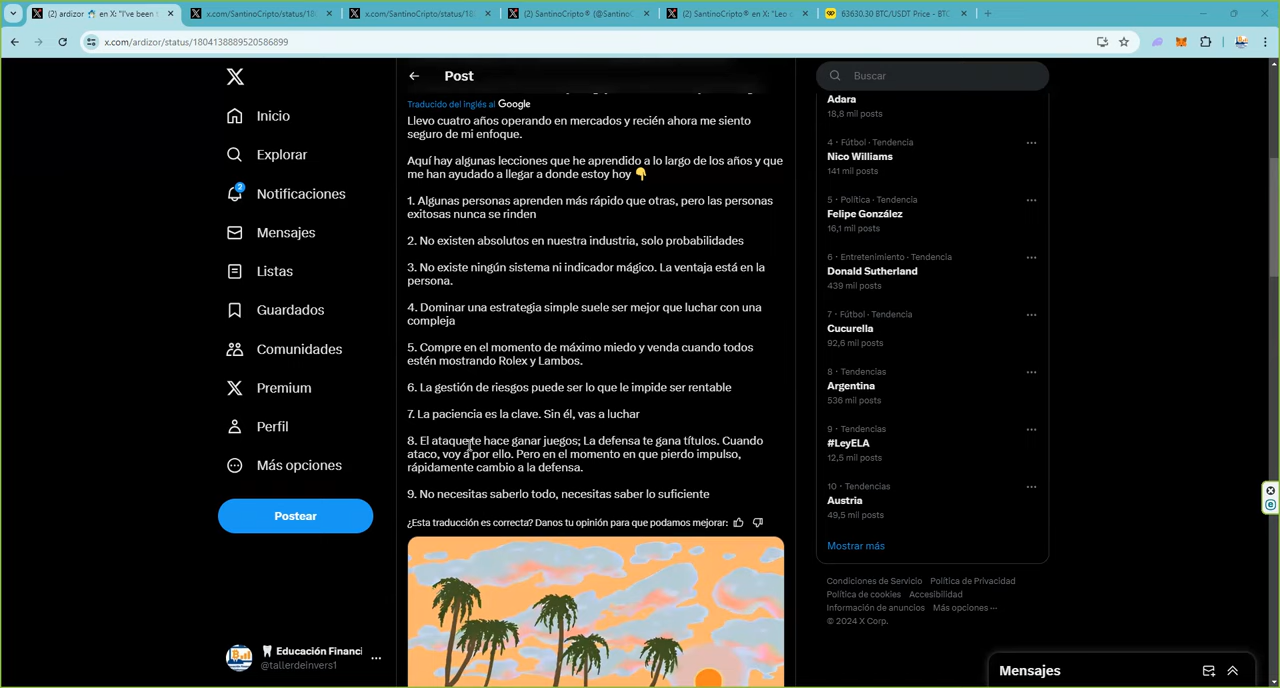 (2) ardizor en X: "I've been
x.com/SantinoCripto/status/18
x.com/SantinoCripto/status/18
(2) SantinoCripto® (@SantinoC
(2) SantinoCripto® en X: "Leo
63630.30 BTC/USDT Price - BTC
x.com/ardizor/status/1804138889520586899
Inicio
Explorar
2
Notificaciones
Mensajes
Listas
Guardados
Comunidades
Premium
Perfil
Más opciones
Postear
Educación Financi
@tallerdeinvers1
Post
Traducido del inglés al Google
Llevo cuatro años operando en mercados y recién ahora me siento
seguro de mi enfoque.
Aquí hay algunas lecciones que he aprendido a lo largo de los años y que
me han ayudado a llegar a donde estoy hoy 👇
1. Algunas personas aprenden más rápido que otras, pero las personas
exitosas nunca se rinden
2. No existen absolutos en nuestra industria, solo probabilidades
3. No existe ningún sistema ni indicador mágico. La ventaja está en la
persona.
4. Dominar una estrategia simple suele ser mejor que luchar con una
compleja
5. Compre en el momento de máximo miedo y venda cuando todos
estén mostrando Rolex y Lambos.
6. La gestión de riesgos puede ser lo que le impide ser rentable
7. La paciencia es la clave. Sin él, vas a luchar
8. El ataque te hace ganar juegos; La defensa te gana títulos. Cuando
ataco, voy a por ello. Pero en el momento en que pierdo impulso,
rápidamente cambio a la defensa.
9. No necesitas saberlo todo, necesitas saber lo suficiente
¿Esta traducción es correcta? Danos tu opinión para que podamos mejorar:
Buscar
Adara
18,8 mil posts
4 · Fútbol · Tendencia
Nico Williams
141 mil posts
5 · Política · Tendencia
Felipe González
16,1 mil posts
6 · Entretenimiento · Tendencia
Donald Sutherland
439 mil posts
7 · Fútbol · Tendencia
Cucurella
92,6 mil posts
8 · Tendencias
Argentina
536 mil posts
9 · Tendencias
#LeyELA
12,5 mil posts
10 · Tendencias
Austria
49,5 mil posts
Mostrar más
Condiciones de Servicio Política de Privacidad
Política de cookies Accesibilidad
Información de anuncios Más opciones ···
© 2024 X Corp.
Mensajes